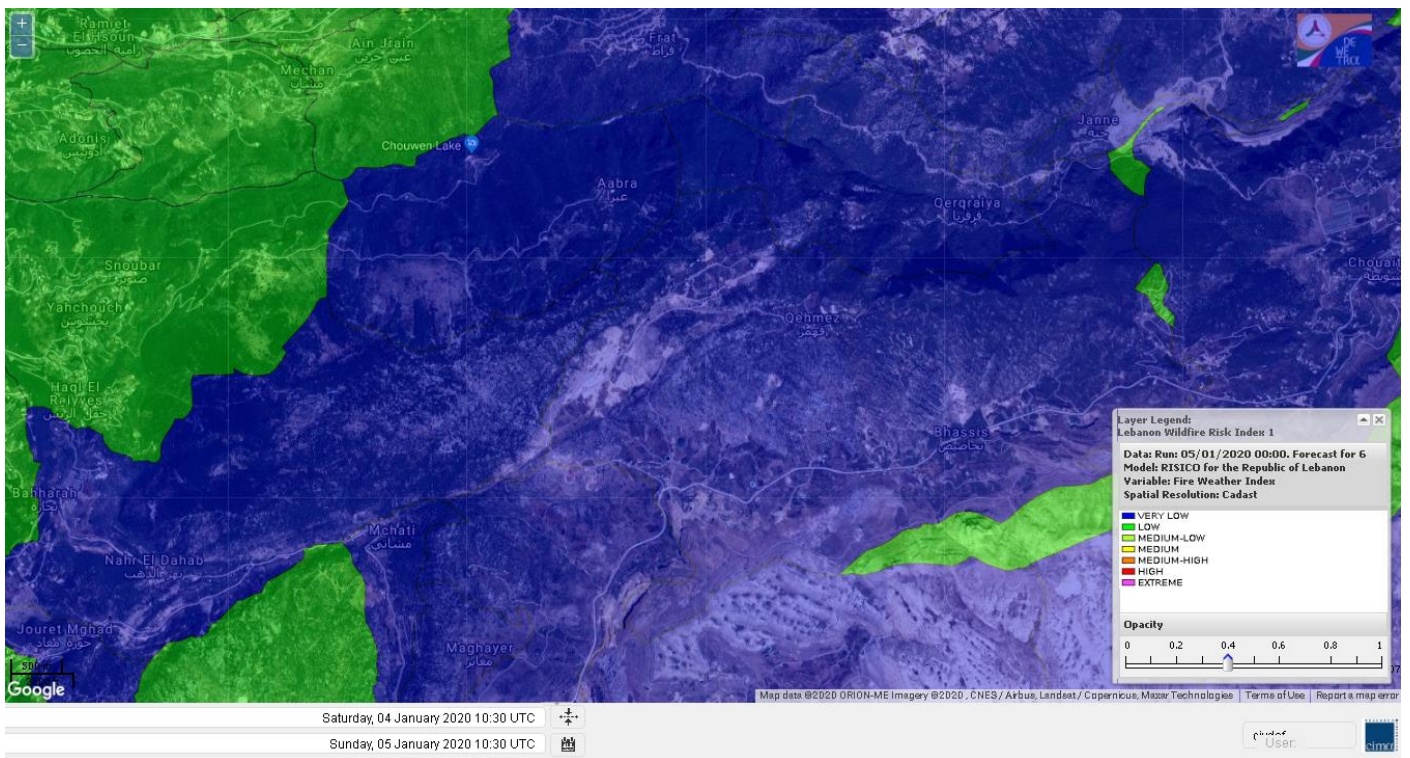 +
−
Ramiet
El Hsoun
رامية الحصون
Ain Jrain
عين جرين
Mechan
مشان
Frat
فراط
DE
WE
TRA
Adonis
أدونيس
Chouwen Lake
Janne
جنة
Aabra
عبرا
Qerqraiya
قرقريا
Snoubar
صنوبر
Chouait
شويطة
Yahchouch
يحشوش
Qehmez
قهمز
Haql El
Raiyyes
حقل الريس
Bhassis
Bahharah
بحارة
Mchati
مشاتي
Nahr El Dahab
نهر الذهب
Jouret Mghad
Maghayer
مغاير
Google
Layer Legend:
Lebanon Wildfire Risk Index 1
Data: Run: 05/01/2020 00:00. Forecast for 6
Model: RISICO for the Republic of Lebanon
Variable: Fire Weather Index
Spatial Resolution: Cadast
VERY LOW
LOW
MEDIUM-LOW
MEDIUM
MEDIUM-HIGH
HIGH
EXTREME
Opacity
0 0.2 0.4 0.6 0.8 1
Map data ©2020 ORION-ME Imagery ©2020 , CNES / Airbus, Landsat / Copernicus, Maxar Technologies Terms of Use Report a map error
Saturday, 04 January 2020 10:30 UTC
Sunday, 05 January 2020 10:30 UTC
User:
cima